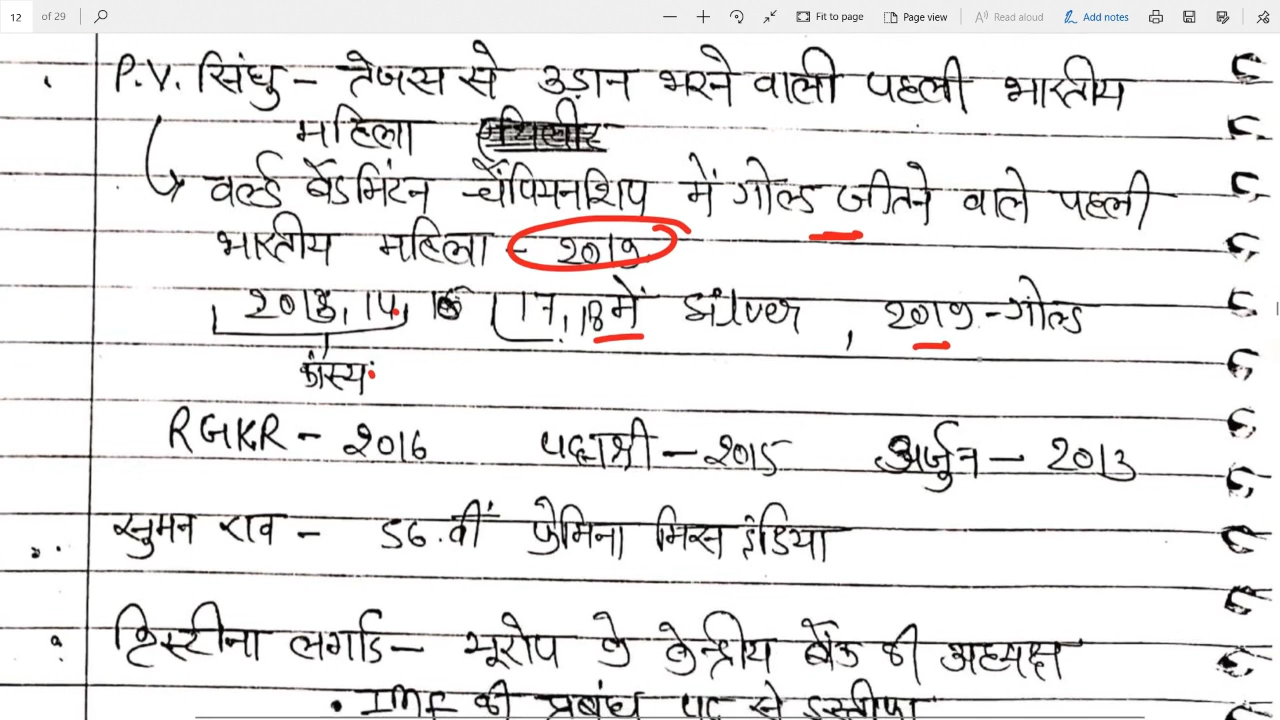 12 of 29 Fit to page Page view Read aloud Add notes
P.V. सिंधु – तेजस से उड़ान भरने वाली पहली भारतीय
महिला
वर्ल्ड बैडमिंटन चैंपियनशिप में गोल्ड जीतने वाले पहली
भारतीय महिला – 2019
2013, 14, 17, 18 में silver, 2019 - गोल्ड
कांस्य
RGKR – 2016 पद्मश्री – 2015 अर्जुन – 2013
सुमन राव – 56 वीं फेमिना मिस इंडिया
क्रिस्टीना लगार्ड – यूरोप के केन्द्रीय बैंक की अध्यक्ष
• IMF की प्रबंध पद से इस्तीफा